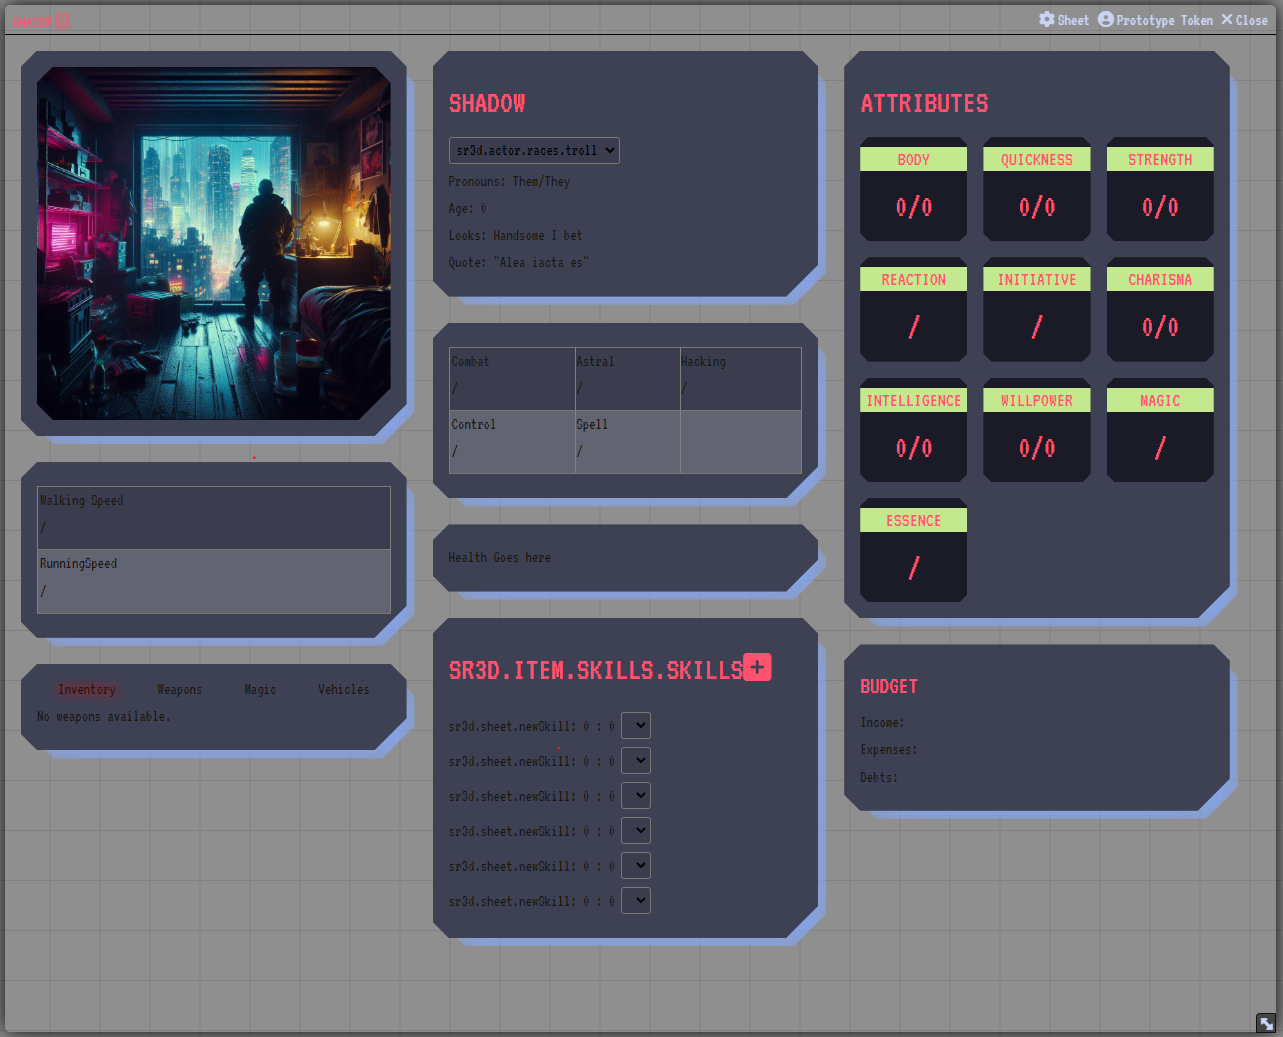 SHADOW
Sheet Prototype Token Close
SHADOW
sr3d.actor.races.troll
Pronouns: Them/They
Age: 0
Looks: Handsome I bet
Quote: "Alea iacta es"
Combat Astral Hacking
/ / /
Control Spell
/ /
Health Goes here
SR3D.ITEM.SKILLS.SKILLS
sr3d.sheet.newSkill: 0 : 0
sr3d.sheet.newSkill: 0 : 0
sr3d.sheet.newSkill: 0 : 0
sr3d.sheet.newSkill: 0 : 0
sr3d.sheet.newSkill: 0 : 0
sr3d.sheet.newSkill: 0 : 0
Walking Speed
/
RunningSpeed
/
Inventory Weapons Magic Vehicles
No weapons available.
ATTRIBUTES
BODY QUICKNESS STRENGTH
0/0 0/0 0/0
REACTION INITIATIVE CHARISMA
/ / 0/0
INTELLIGENCE WILLPOWER MAGIC
0/0 0/0 /
ESSENCE
/
BUDGET
Income:
Expenses:
Debts: